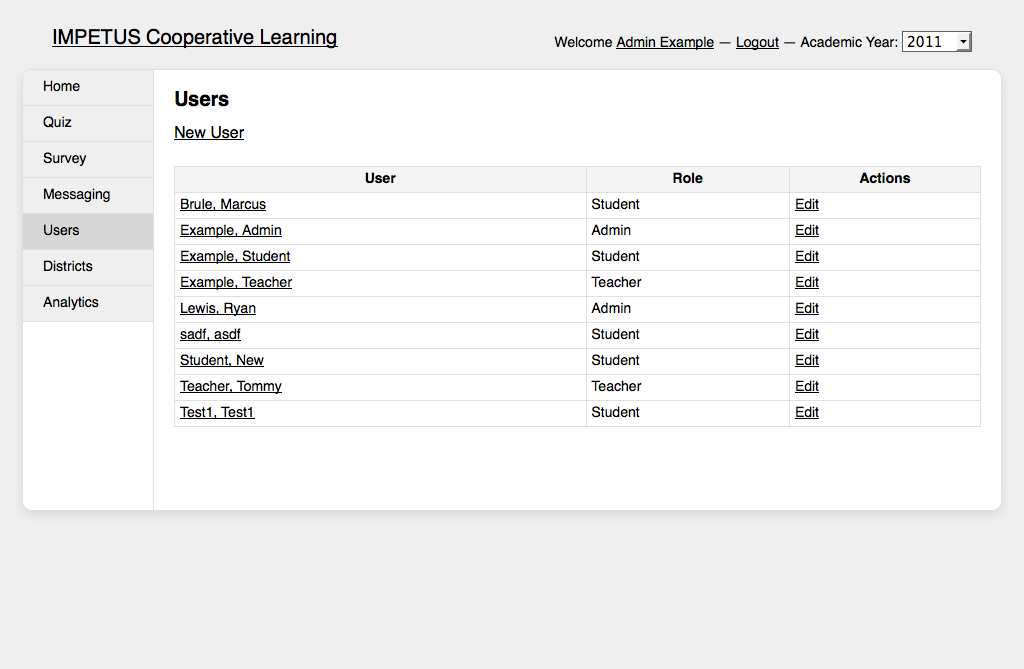 IMPETUS Cooperative Learning
Welcome Admin Example — Logout — Academic Year: 2011
Home
Quiz
Survey
Messaging
Users
Districts
Analytics
Users
New User
User Role Actions
Brule, Marcus Student Edit
Example, Admin Admin Edit
Example, Student Student Edit
Example, Teacher Teacher Edit
Lewis, Ryan Admin Edit
sadf, asdf Student Edit
Student, New Student Edit
Teacher, Tommy Teacher Edit
Test1, Test1 Student Edit